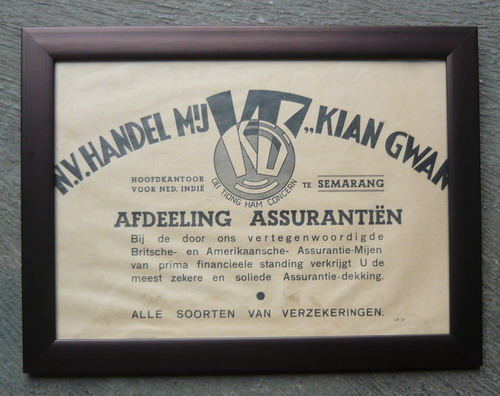 N.V. HANDEL MIJ „KIAN GWAN
KG
OEI TIONG HAM CONCERN
HOOFDKANTOOR
VOOR NED. INDIË
TE SEMARANG
AFDEELING ASSURANTIËN
Bij de door ons vertegenwoordigde
Britsche- en Amerikaansche- Assurantie-Mijen
van prima financieele standing verkrijgt U de
meest zekere en soliede Assurantie-dekking.
ALLE SOORTEN VAN VERZEKERINGEN.